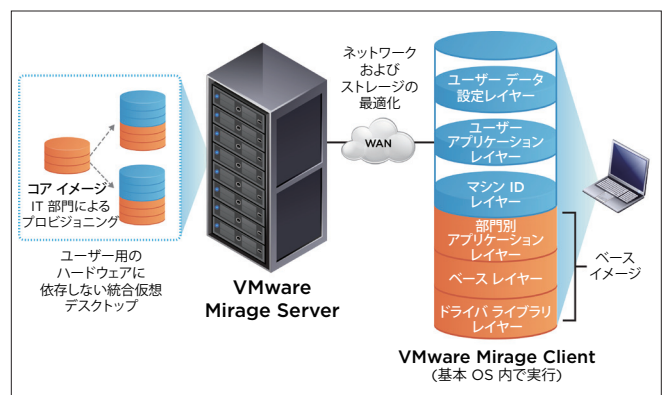 コア イメージ
IT 部門による
プロビジョニング
ユーザー用の
ハードウェアに
依存しない統合仮想
デスクトップ
VMware
Mirage Server
ネットワーク
および
ストレージの
最適化
WAN
ユーザー データ
設定レイヤー
ユーザー
アプリケーション
レイヤー
マシン ID
レイヤー
部門別
アプリケーション
レイヤー
ベース レイヤー
ドライバ ライブラリ
レイヤー
ベース
イメージ
VMware Mirage Client
(基本 OS 内で実行)